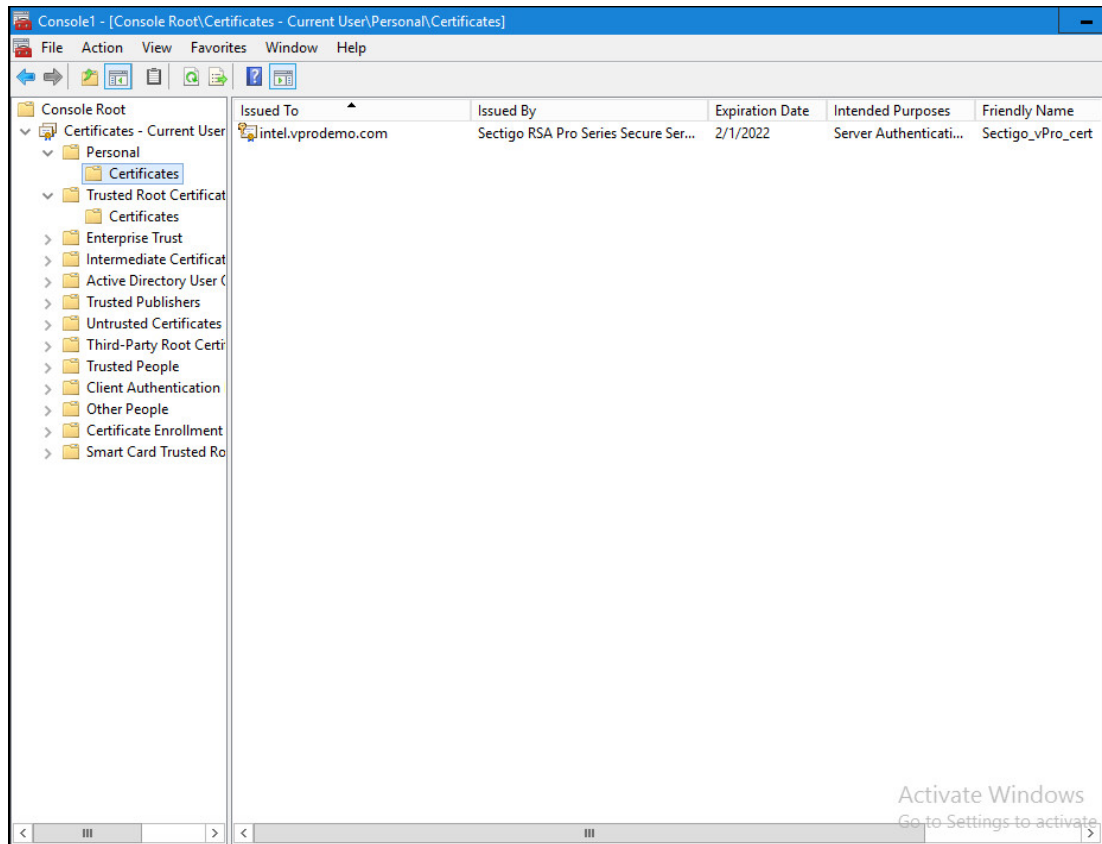 Console1 - [Console Root\Certificates - Current User\Personal\Certificates]
File Action View Favorites Window Help
Console Root
Certificates - Current User
Personal
Certificates
Trusted Root Certificat
Certificates
Enterprise Trust
Intermediate Certificat
Active Directory User
Trusted Publishers
Untrusted Certificates
Third-Party Root Certi
Trusted People
Client Authentication
Other People
Certificate Enrollment
Smart Card Trusted Ro
Issued To Issued By Expiration Date Intended Purposes Friendly Name
intel.vprodemo.com Sectigo RSA Pro Series Secure Ser... 2/1/2022 Server Authenticati... Sectigo_vPro_cert
Activate Windows
Go to Settings to activate